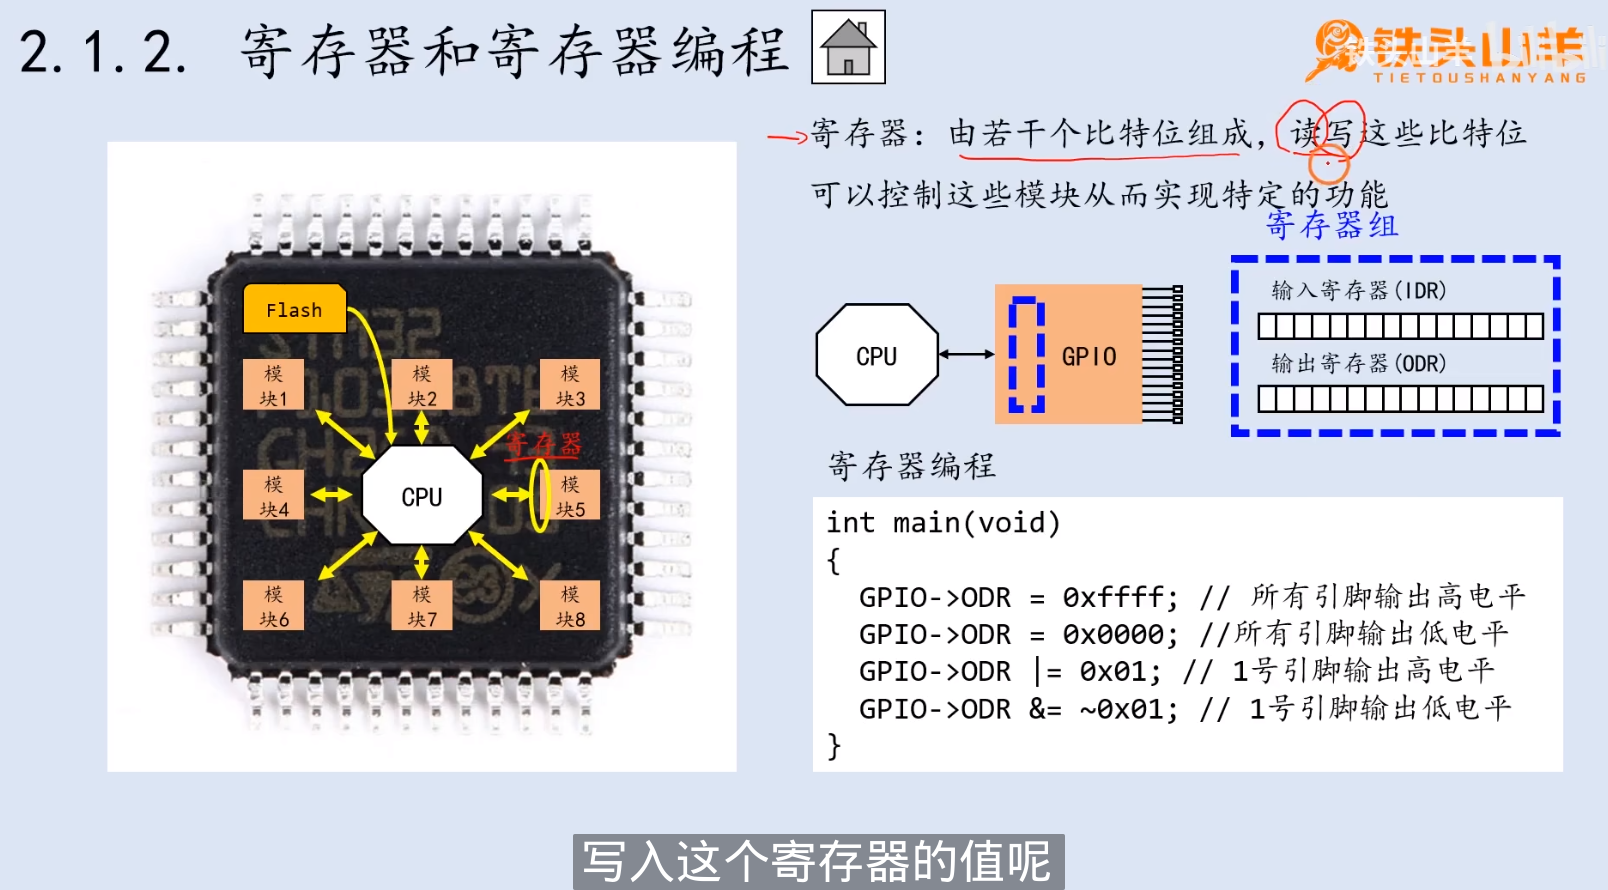 2.1.2. 寄存器和寄存器编程
铁头山羊
TIETOUSHANYANG
寄存器：由若干个比特位组成，读写这些比特位
可以控制这些模块从而实现特定的功能
寄存器组
Flash
模块1
模块2
模块3
寄存器
模块4
CPU
模块5
模块6
模块7
模块8
CPU
GPIO
输入寄存器(IDR)
输出寄存器(ODR)
寄存器编程
int main(void)
{
GPIO->ODR = 0xffff; // 所有引脚输出高电平
GPIO->ODR = 0x0000; //所有引脚输出低电平
GPIO->ODR |= 0x01; // 1号引脚输出高电平
GPIO->ODR &= ~0x01; // 1号引脚输出低电平
}
写入这个寄存器的值呢